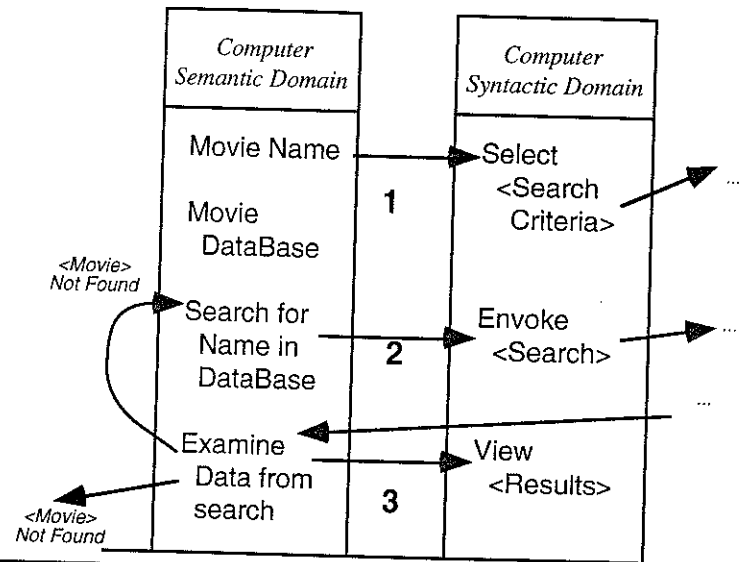 Computer
Semantic Domain
Computer
Syntactic Domain
Movie Name
1
Select
<Search
Criteria>
...
Movie
DataBase
<Movie>
Not Found
Search for
Name in
DataBase
2
Envoke
<Search>
...
...
Examine
Data from
search
3
View
<Results>
<Movie>
Not Found